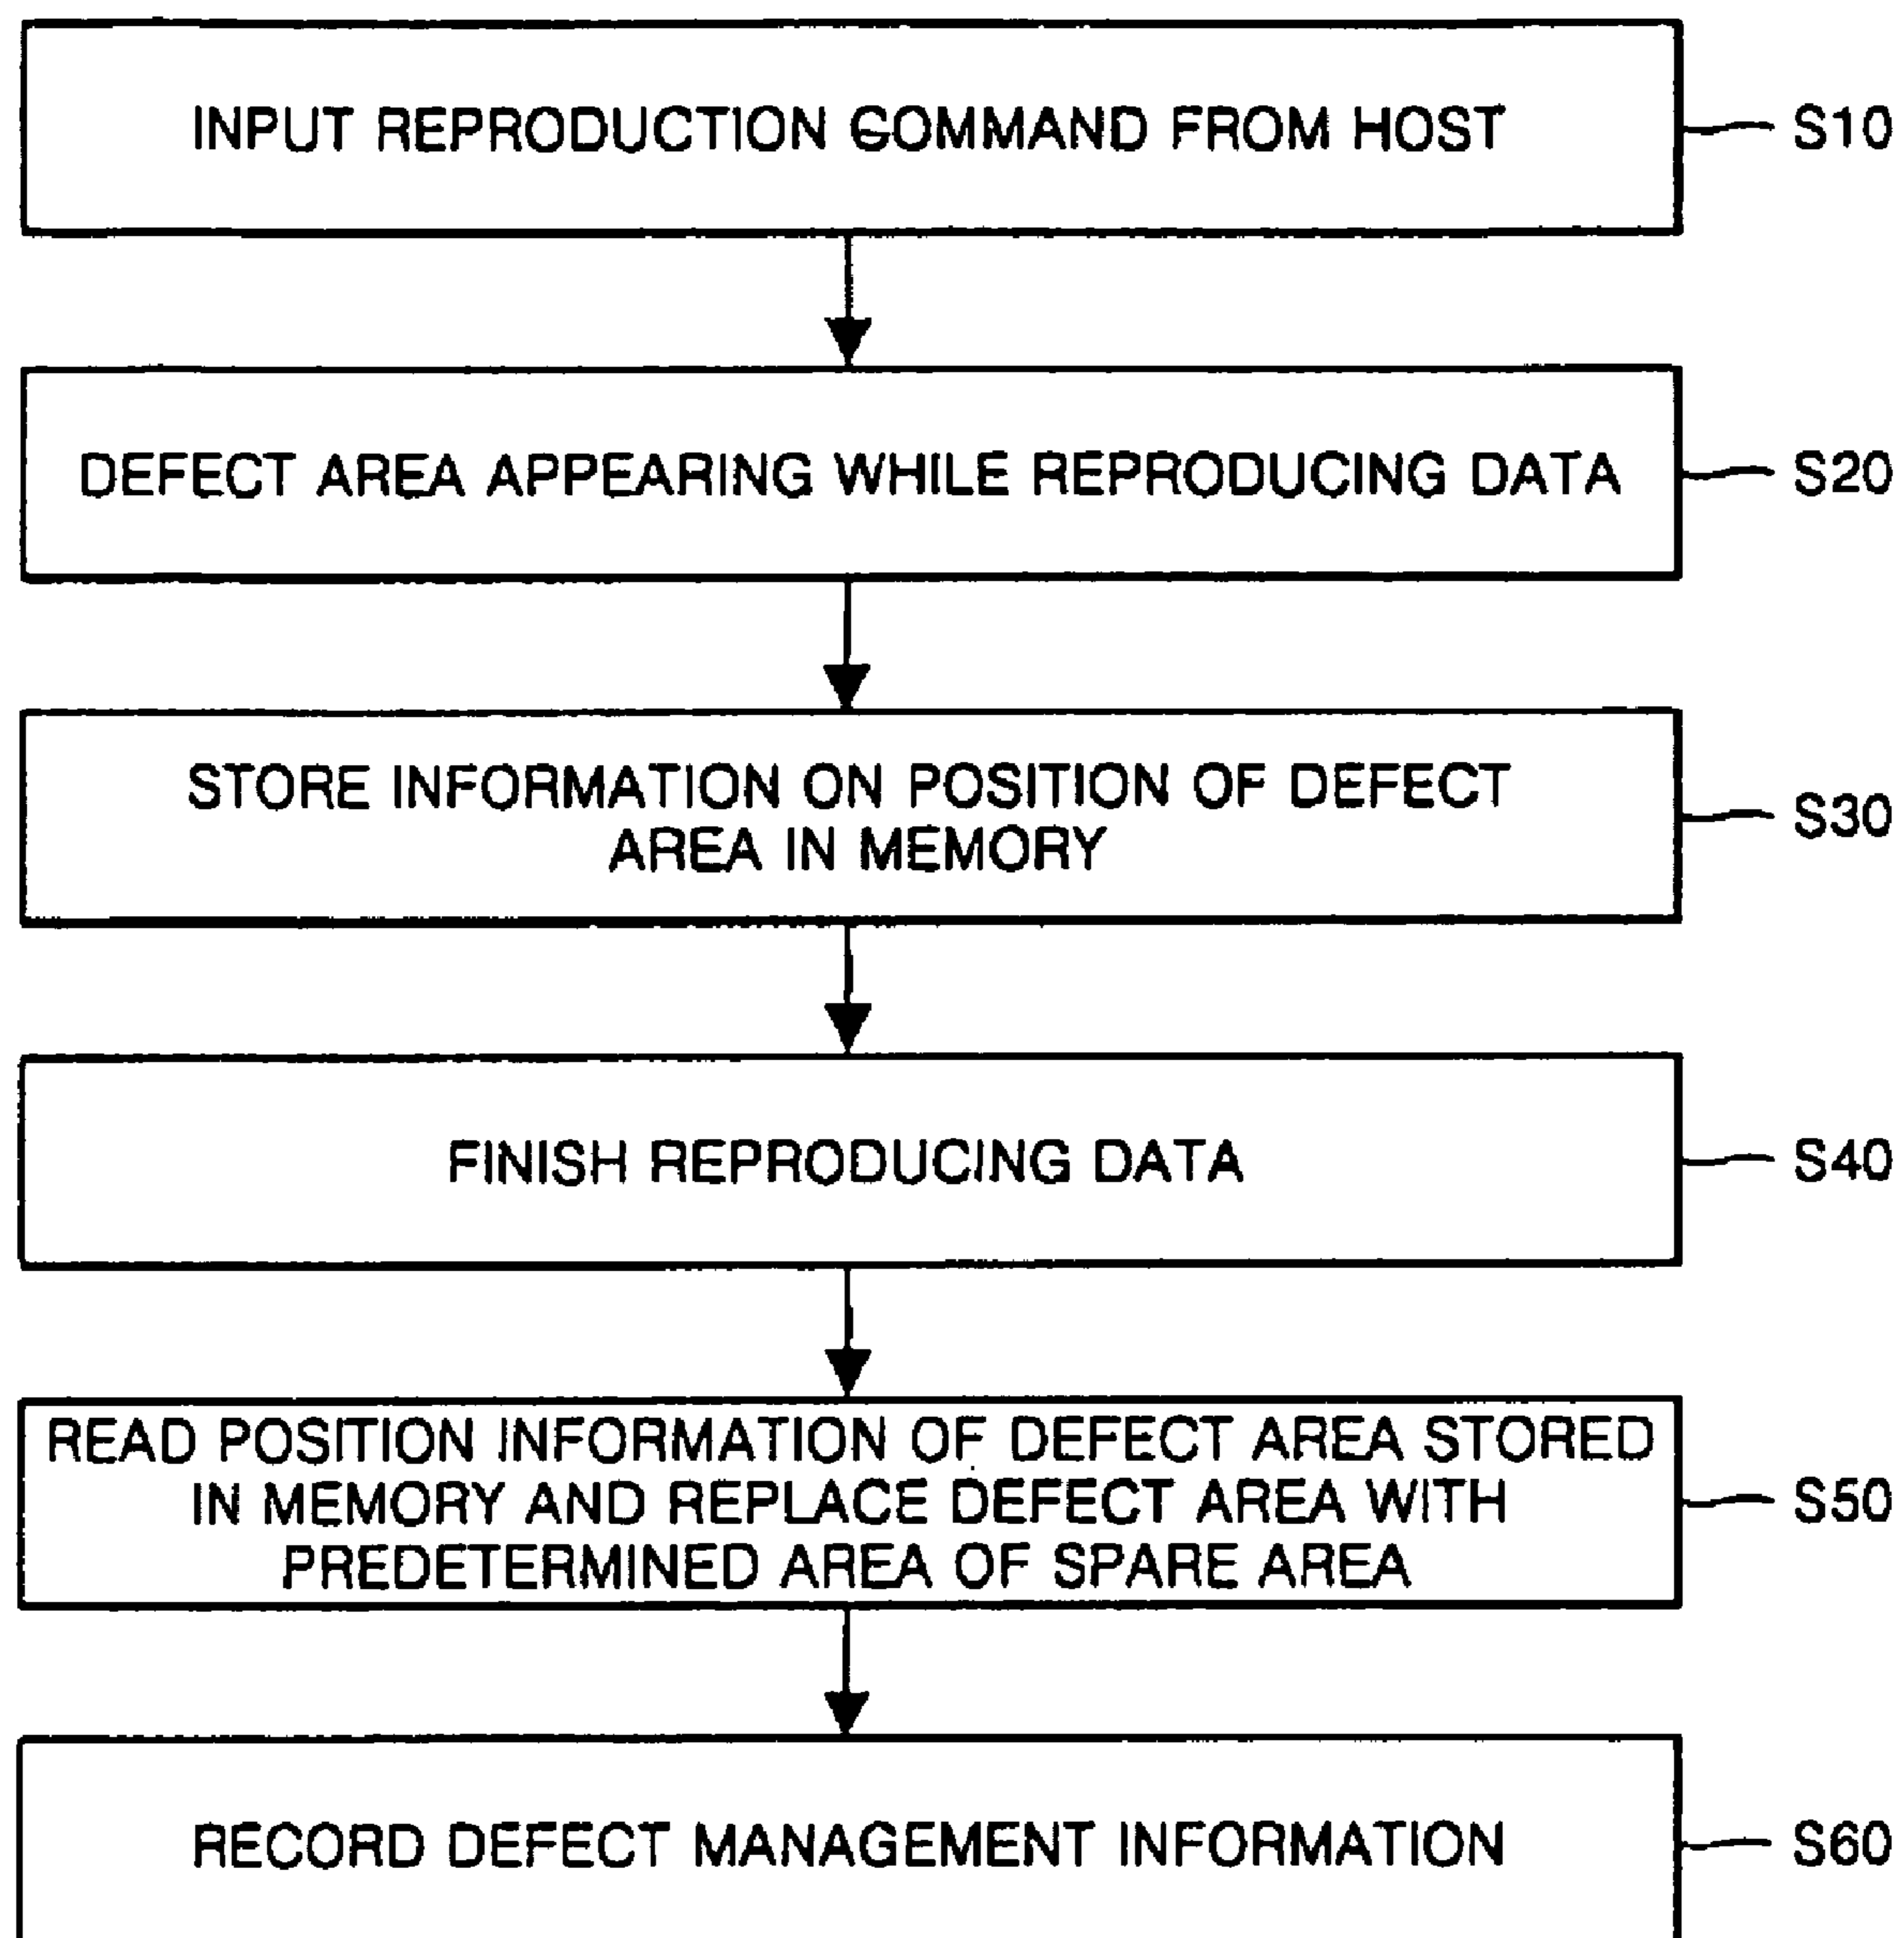 INPUT REPRODUCTION COMMAND FROM HOST
S10
DEFECT AREA APPEARING WHILE REPRODUCING DATA
S20
STORE INFORMATION ON POSITION OF DEFECT
AREA IN MEMORY
S30
FINISH REPRODUCING DATA
S40
READ POSITION INFORMATION OF DEFECT AREA STORED
IN MEMORY AND REPLACE DEFECT AREA WITH
PREDETERMINED AREA OF SPARE AREA
S50
RECORD DEFECT MANAGEMENT INFORMATION
S60